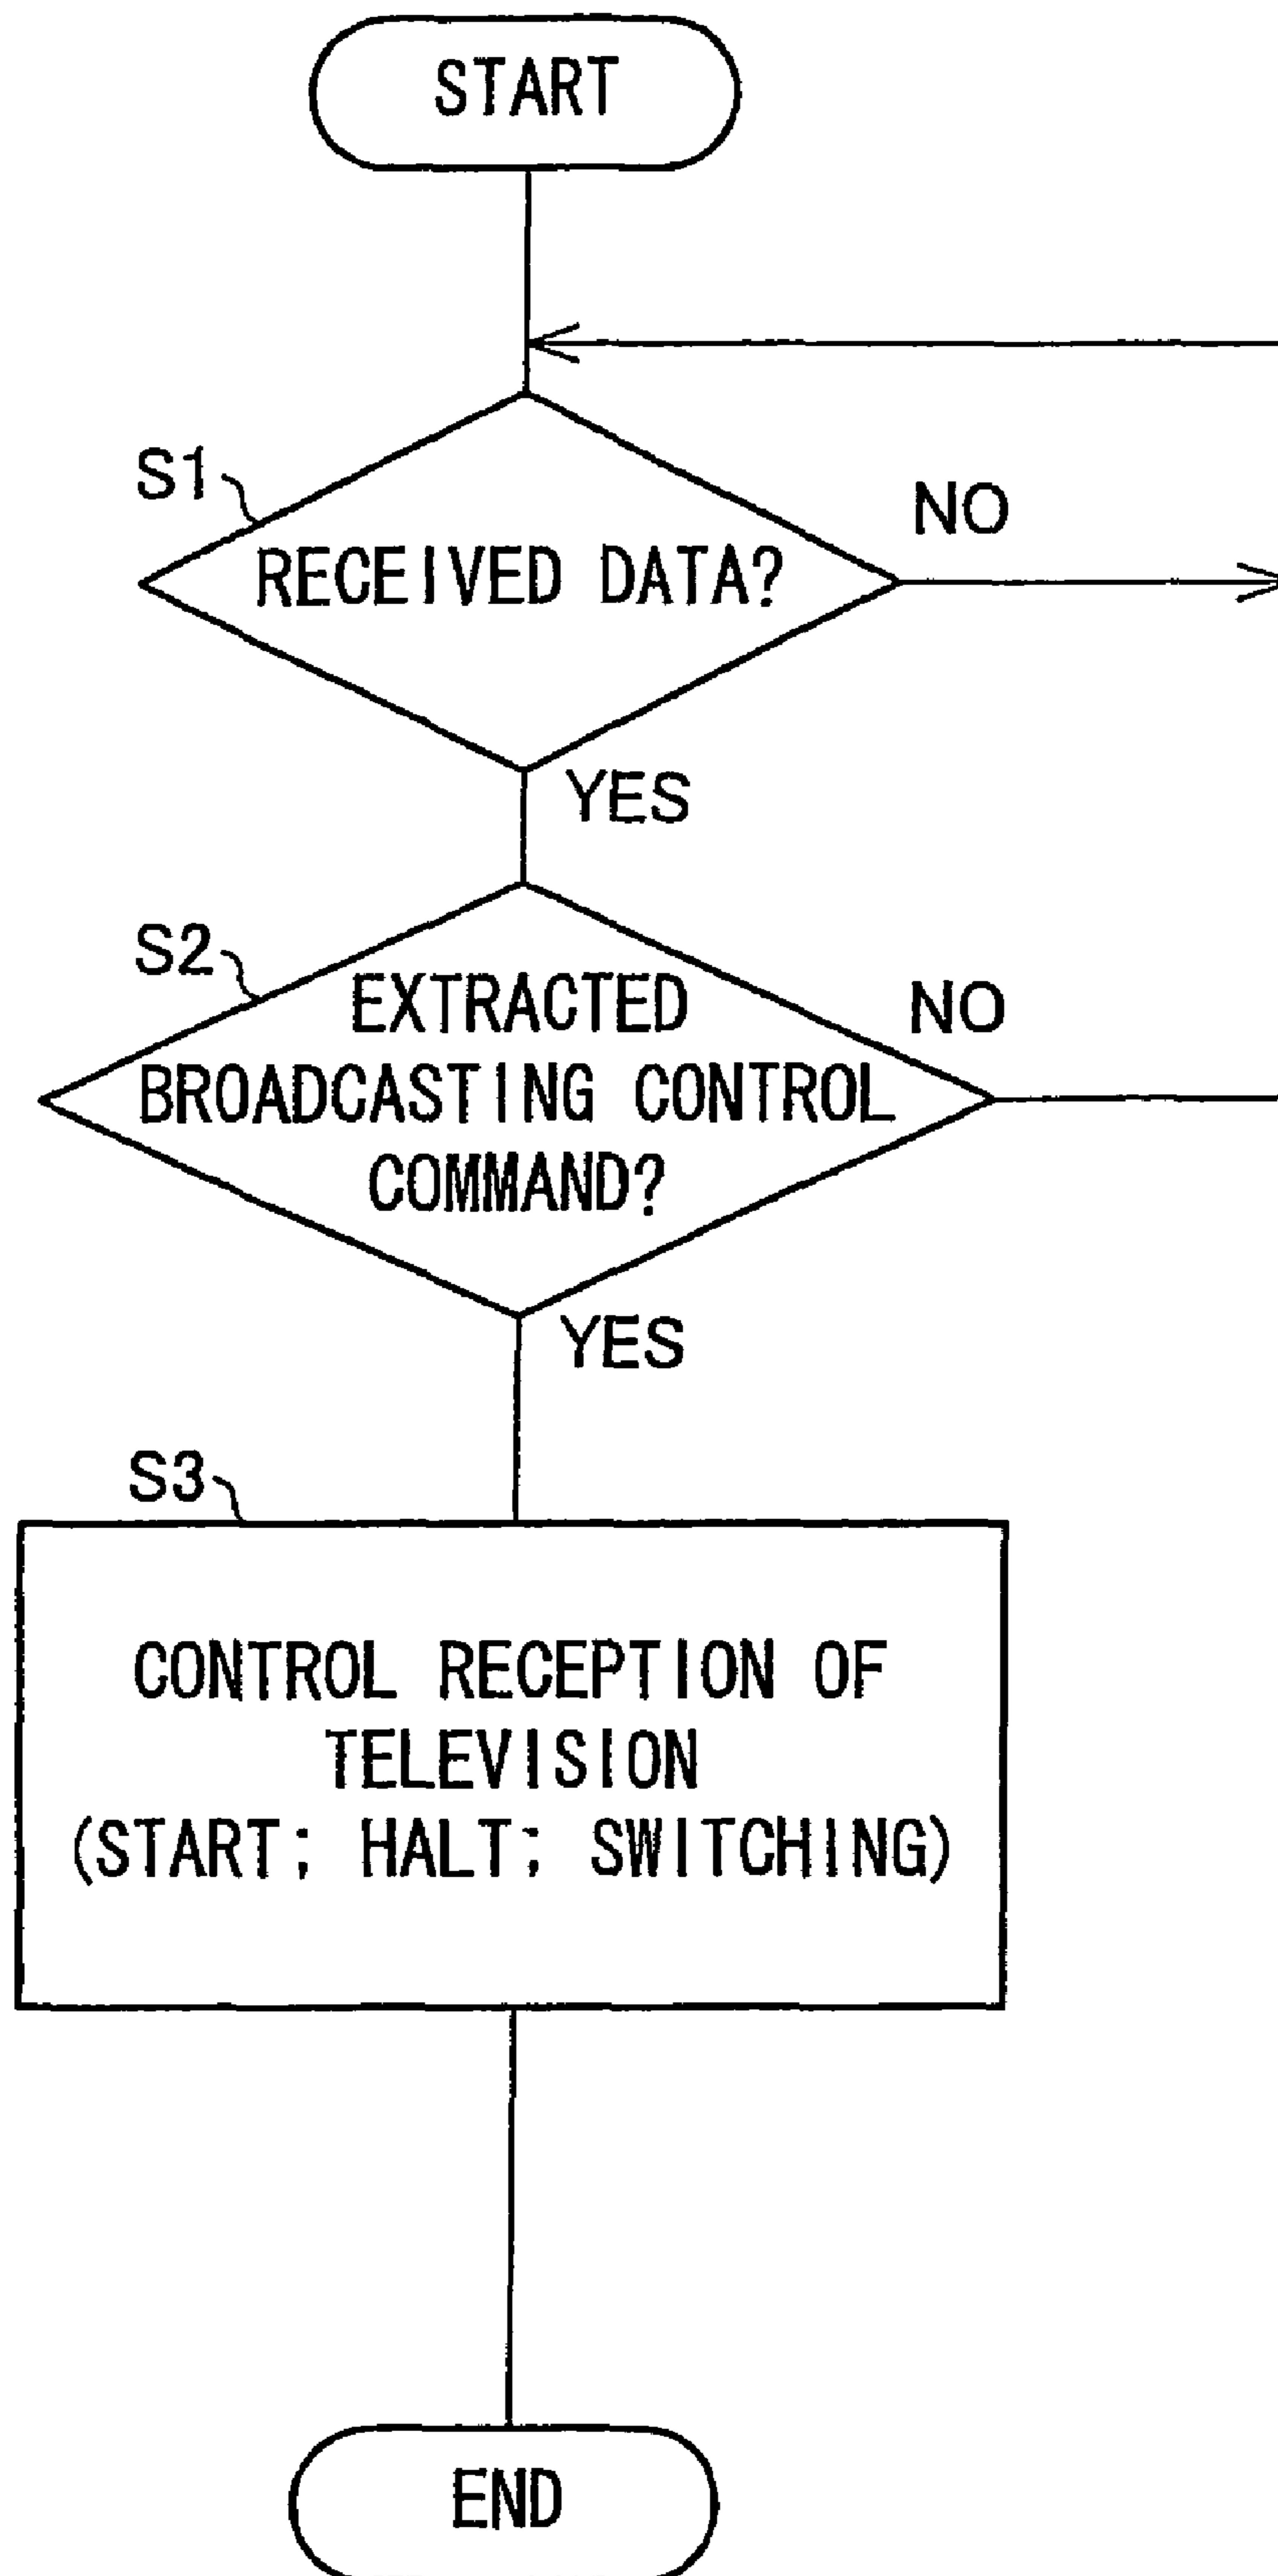 START
S1
RECEIVED DATA?
NO
YES
S2
EXTRACTED
BROADCASTING CONTROL
COMMAND?
NO
YES
S3
CONTROL RECEPTION OF
TELEVISION
(START; HALT; SWITCHING)
END